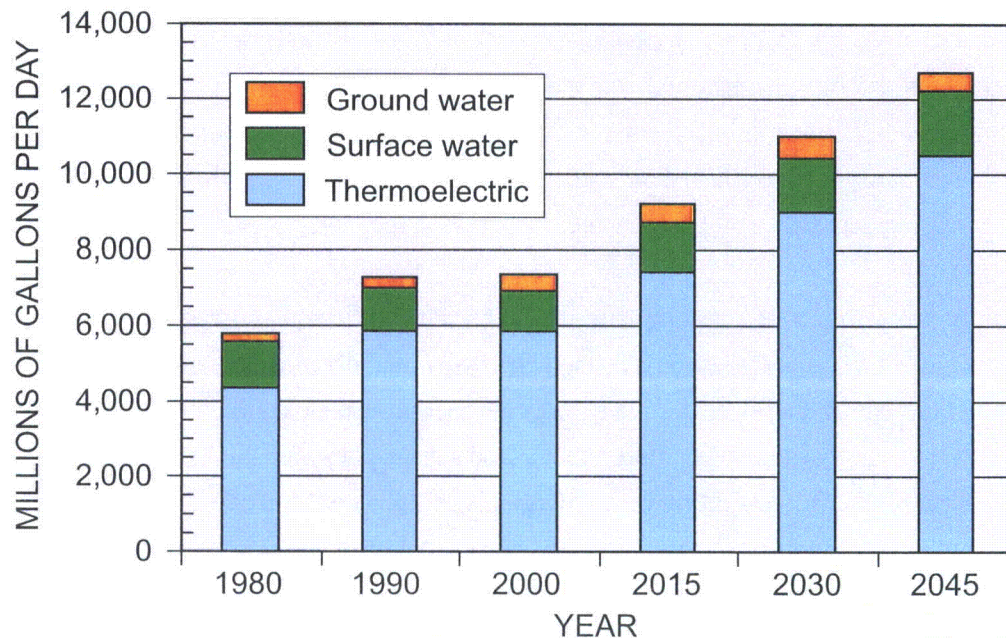 MILLIONS OF GALLONS PER DAY
14,000
12,000
10,000
8,000
6,000
4,000
2,000
0
Ground water
Surface water
Thermoelectric
1980 1990 2000 2015 2030 2045
YEAR